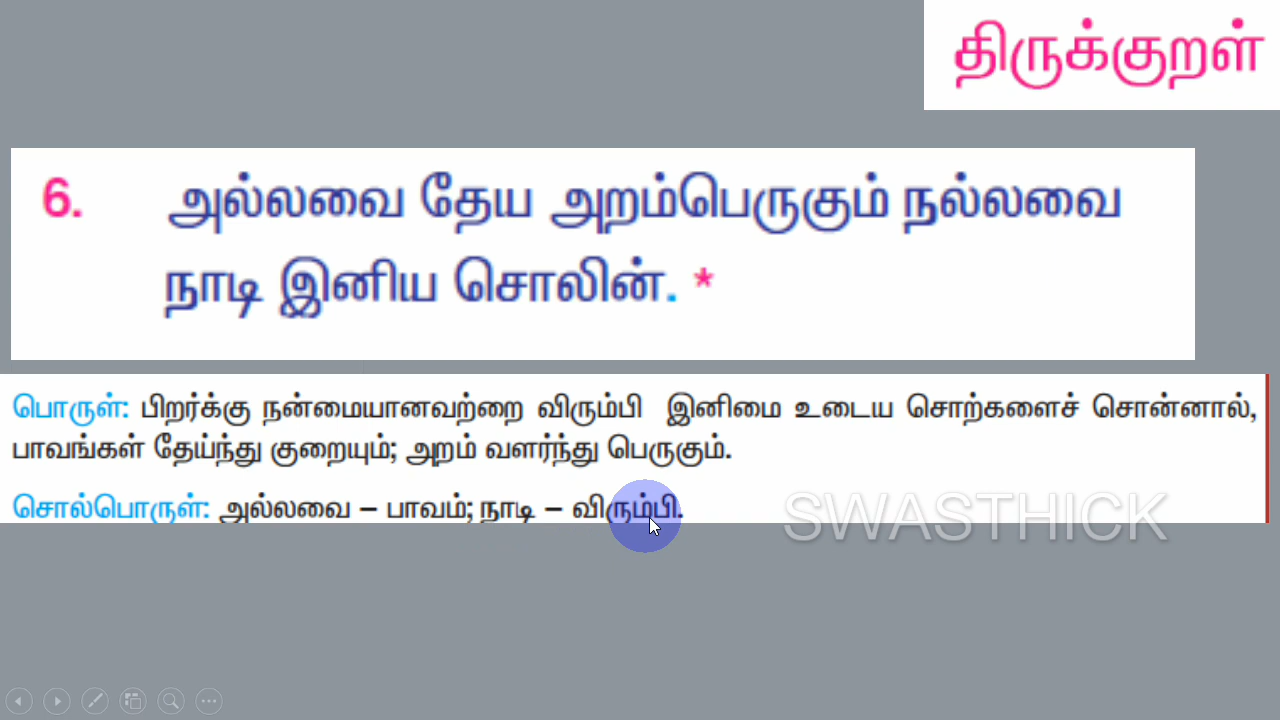 திருக்குறள்
6. அல்லவை தேய அறம்பெருகும் நல்லவை
நாடி இனிய சொலின். *
பொருள்: பிறர்க்கு நன்மையானவற்றை விரும்பி இனிமை உடைய சொற்களைச் சொன்னால்,
பாவங்கள் தேய்ந்து குறையும்; அறம் வளர்ந்து பெருகும்.
சொல்பொருள்: அல்லவை – பாவம்; நாடி – விரும்பி.
SWASTHICK